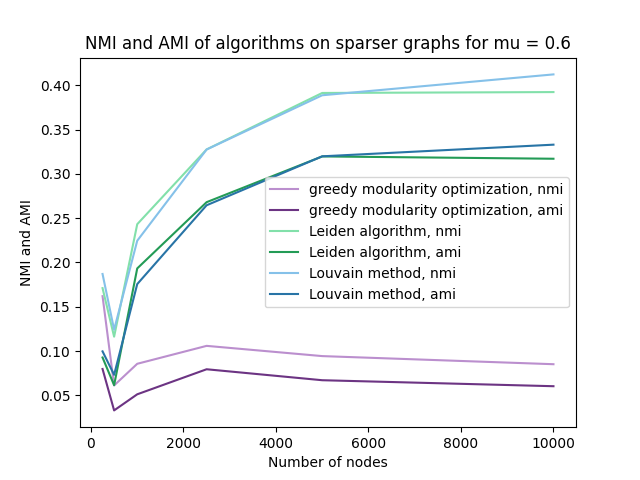 NMI and AMI of algorithms on sparser graphs for mu = 0.6
NMI and AMI
0.40
0.35
0.30
0.25
0.20
0.15
0.10
0.05
greedy modularity optimization, nmi
greedy modularity optimization, ami
Leiden algorithm, nmi
Leiden algorithm, ami
Louvain method, nmi
Louvain method, ami
0 2000 4000 6000 8000 10000
Number of nodes